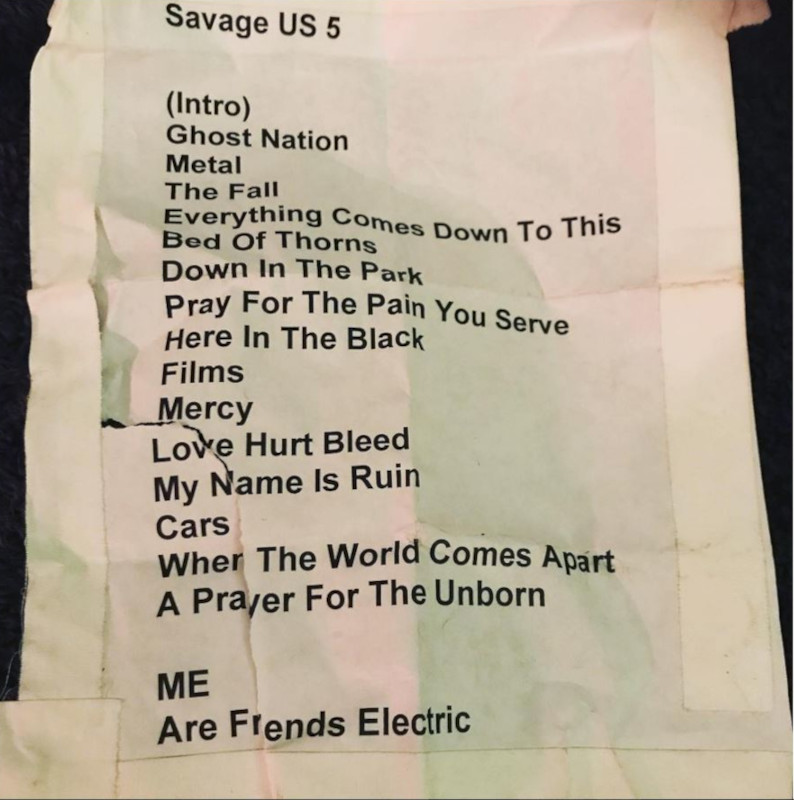 Savage US 5
(Intro)
Ghost Nation
Metal
The Fall
Everything Comes Down To This
Bed Of Thorns
Down In The Park
Pray For The Pain You Serve
Here In The Black
Films
Mercy
Love Hurt Bleed
My Name Is Ruin
Cars
When The World Comes Apart
A Prayer For The Unborn
ME
Are Friends Electric